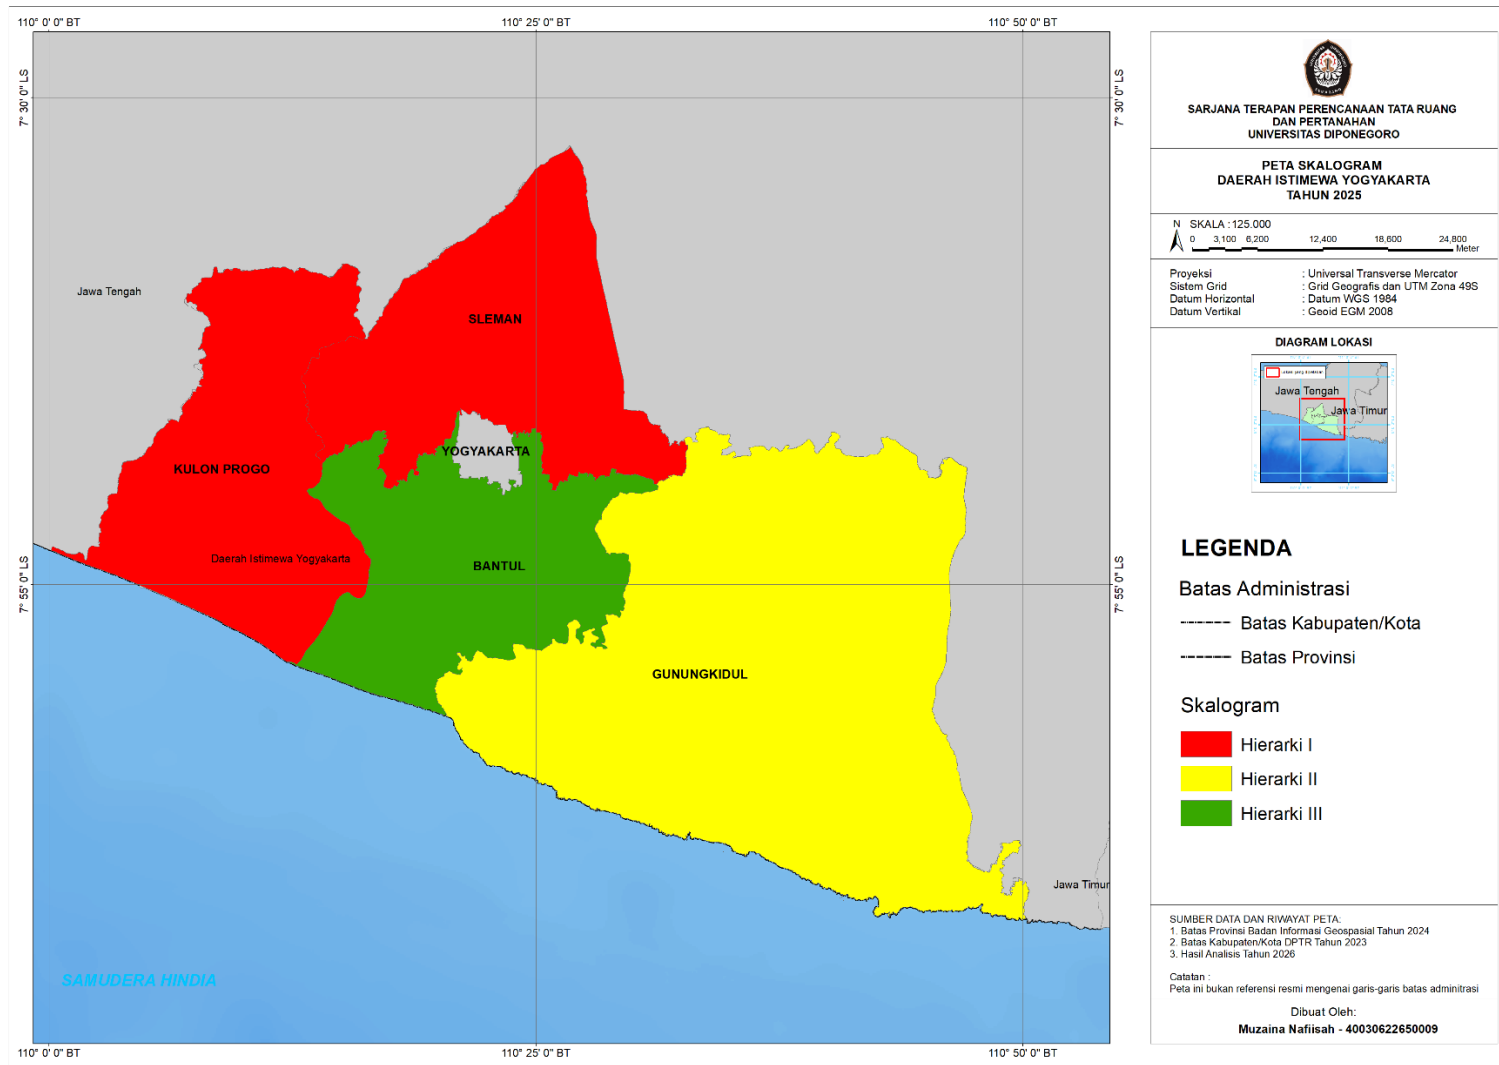 110° 0' 0" BT
110° 25' 0" BT
110° 50' 0" BT
7° 30' 0" LS
7° 30' 0" LS
Jawa Tengah
SLEMAN
YOGYAKARTA
KULON PROGO
Daerah Istimewa Yogyakarta
BANTUL
7° 55' 0" LS
7° 55' 0" LS
GUNUNGKIDUL
Jawa Timur
SAMUDERA HINDIA
110° 0' 0" BT
110° 25' 0" BT
110° 50' 0" BT
SARJANA TERAPAN PERENCANAAN TATA RUANG
DAN PERTANAHAN
UNIVERSITAS DIPONEGORO
PETA SKALOGRAM
DAERAH ISTIMEWA YOGYAKARTA
TAHUN 2025
N SKALA :125.000
0 3,100 6,200 12,400 18,600 24,800
Meter
Proyeksi : Universal Transverse Mercator
Sistem Grid : Grid Geografis dan UTM Zona 49S
Datum Horizontal : Datum WGS 1984
Datum Vertikal : Geoid EGM 2008
DIAGRAM LOKASI
Jawa Tengah
Jawa Timur
LEGENDA
Batas Administrasi
Batas Kabupaten/Kota
Batas Provinsi
Skalogram
Hierarki I
Hierarki II
Hierarki III
SUMBER DATA DAN RIWAYAT PETA:
1. Batas Provinsi Badan Informasi Geospasial Tahun 2024
2. Batas Kabupaten/Kota DPTR Tahun 2023
3. Hasil Analisis Tahun 2026
Catatan :
Peta ini bukan referensi resmi mengenai garis-garis batas adminitrasi
Dibuat Oleh:
Muzaina Nafiisah - 40030622650009